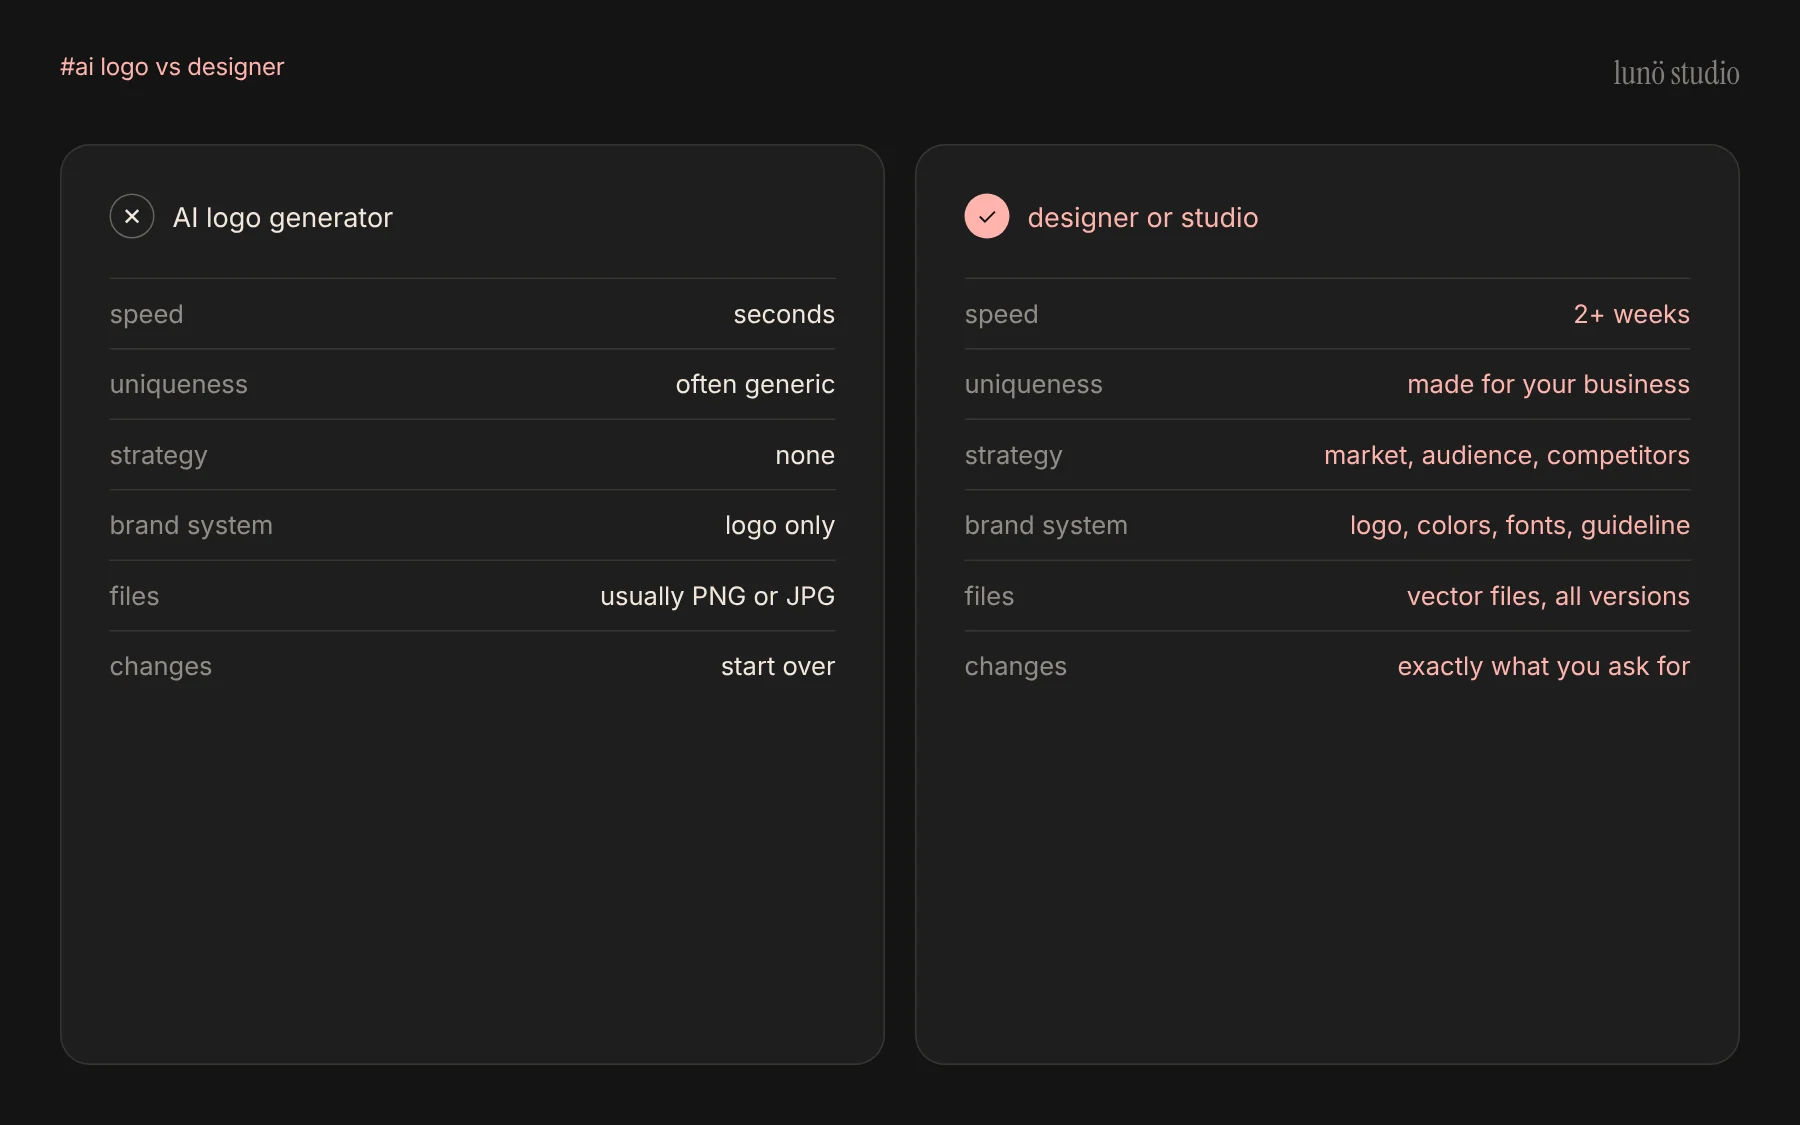 #ai logo vs designer
lunö studio
AI logo generator
speed seconds
uniqueness often generic
strategy none
brand system logo only
files usually PNG or JPG
changes start over
designer or studio
speed 2+ weeks
uniqueness made for your business
strategy market, audience, competitors
brand system logo, colors, fonts, guideline
files vector files, all versions
changes exactly what you ask for